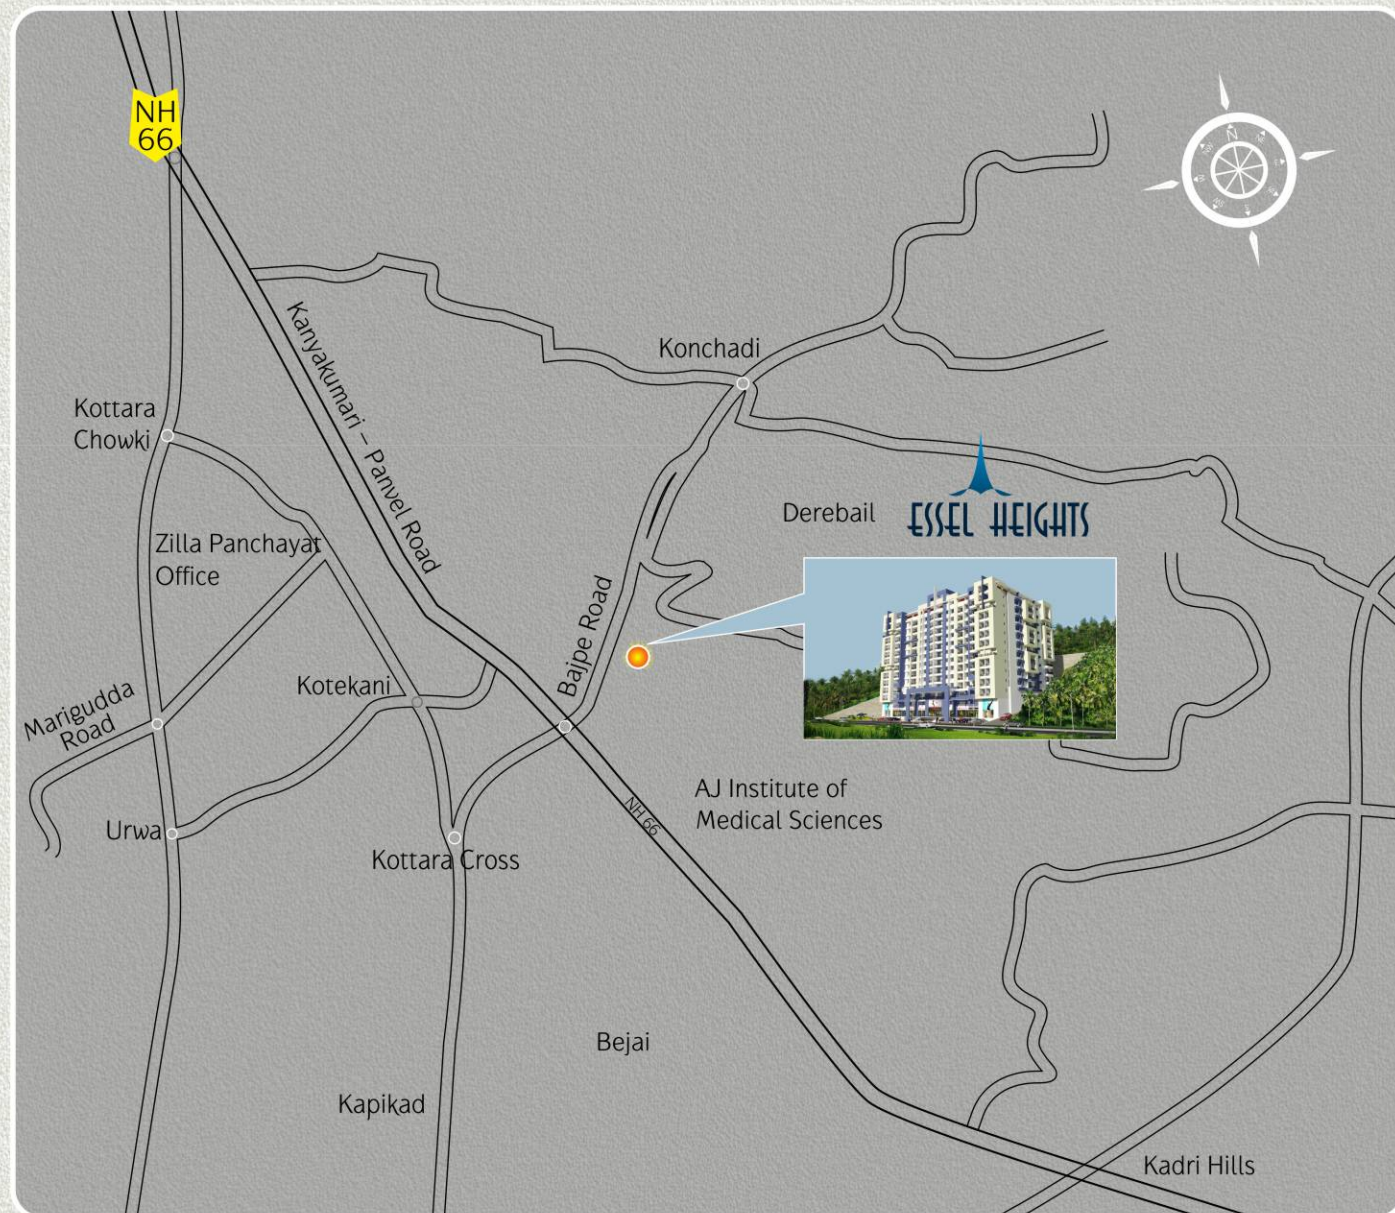 NH
66
N
Kanyakumari – Panvel Road
Konchadi
Kottara
Chowki
Derebail
ESSEL HEIGHTS
Zilla Panchayat
Office
Bajpe Road
Kotekani
Marigudda
Road
AJ Institute of
Medical Sciences
NH 66
Urwa
Kottara Cross
Bejai
Kapikad
Kadri Hills